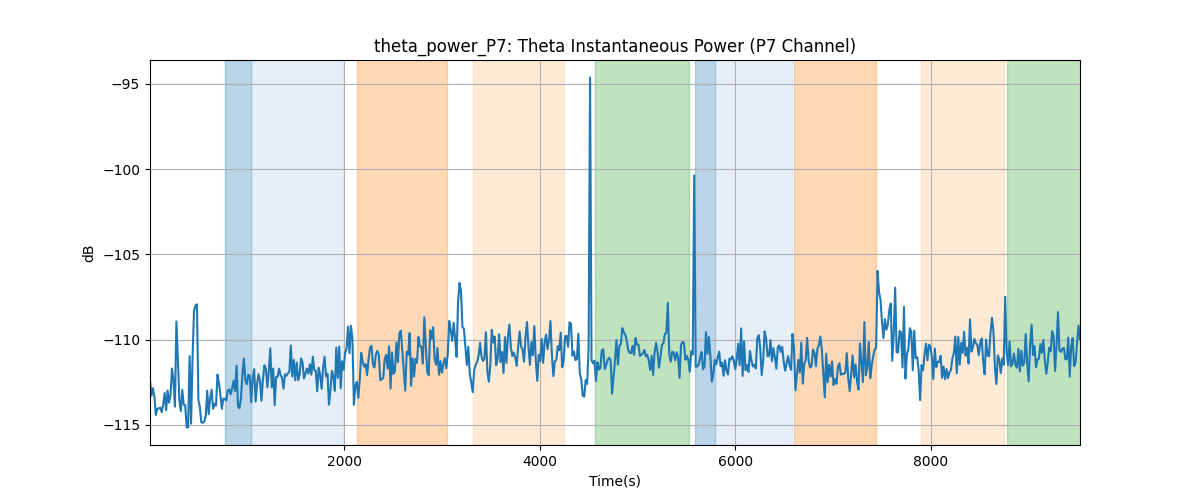 theta_power_P7: Theta Instantaneous Power (P7 Channel)
−95
−100
−105
−110
−115
dB
2000 4000 6000 8000
Time(s)